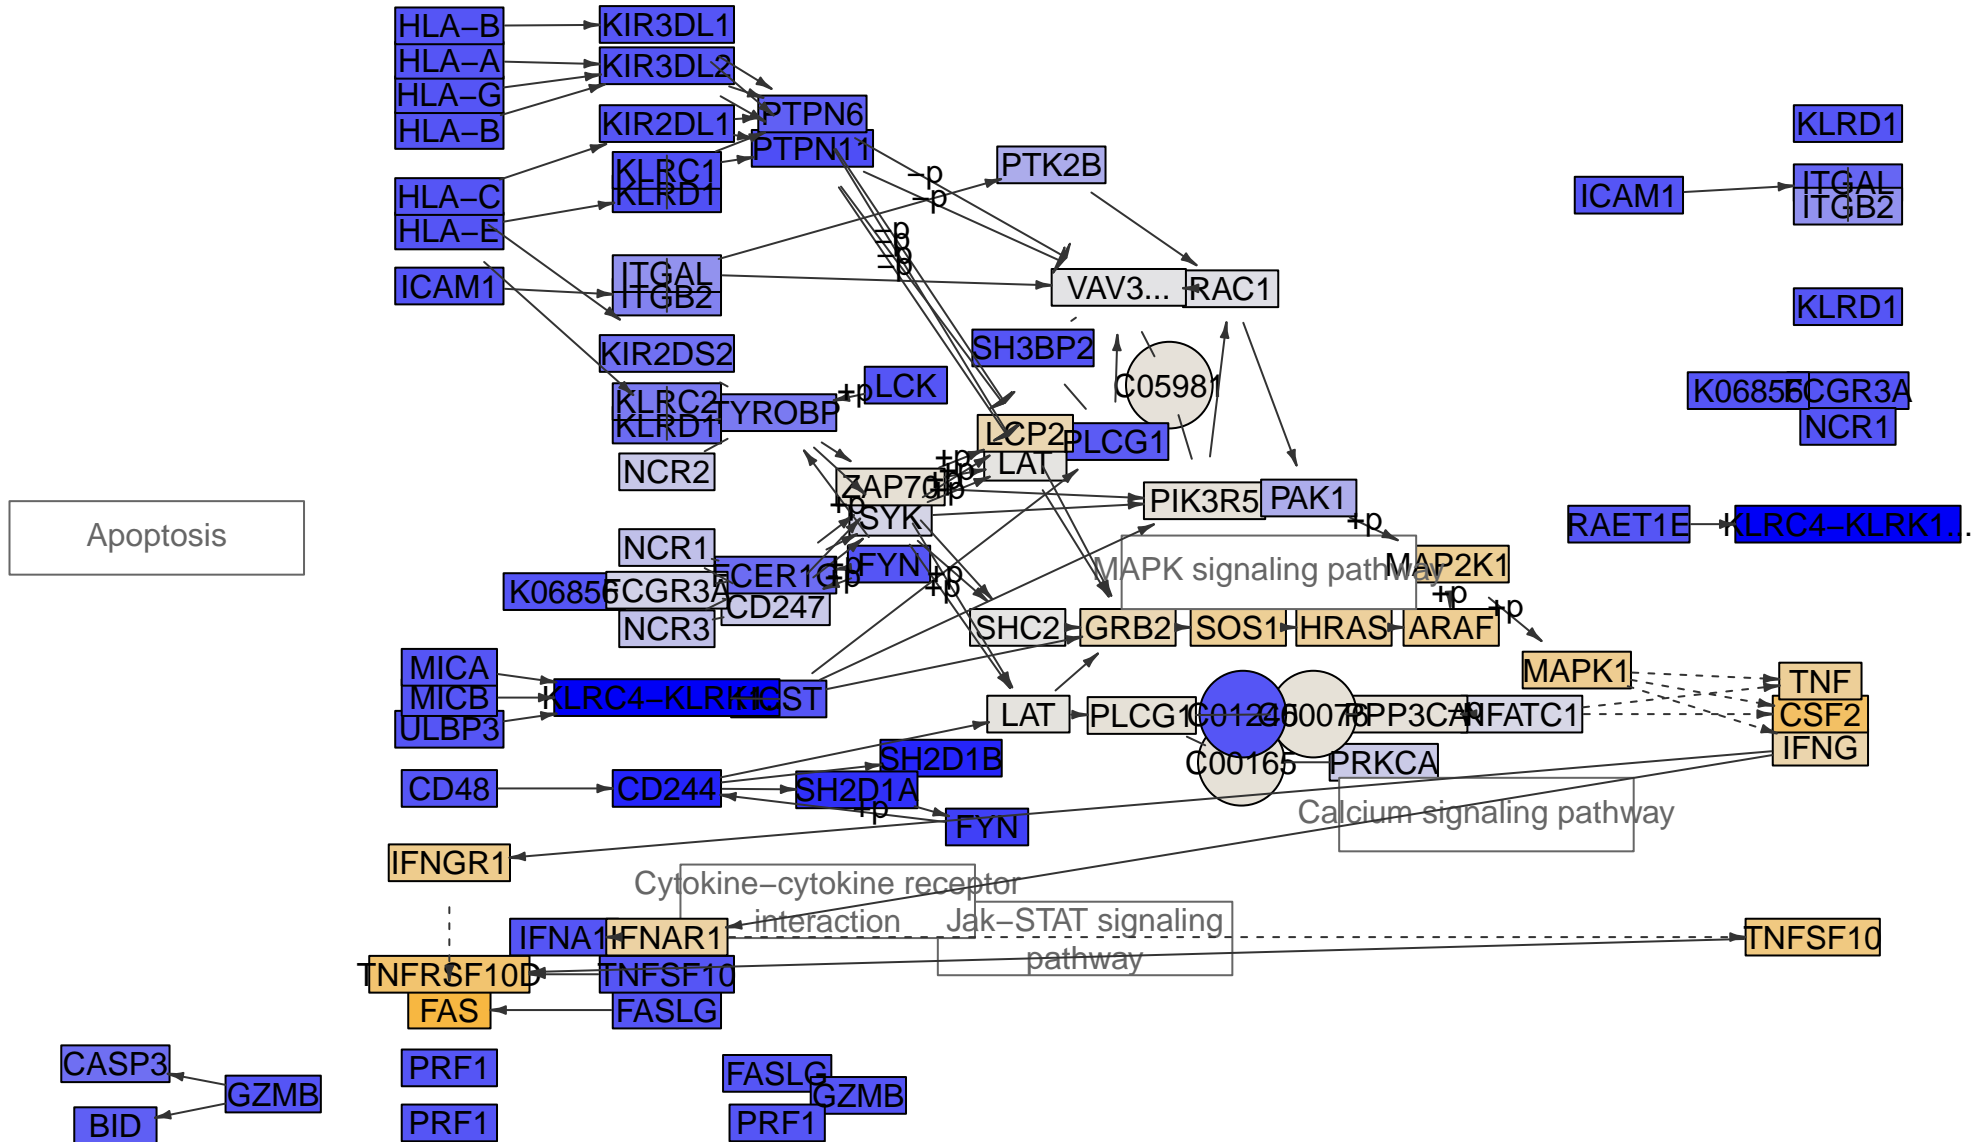 HLA−B
KIR3DL1
HLA−A
KIR3DL2
HLA−G
HLA−B
KIR2DL1
PTPN6
PTPN11
KLRC1
KLRD1
PTK2B
KLRD1
HLA−C
HLA−E
ICAM1
ITGAL
ITGB2
−p
−p
−p
−p
−p
−p
ICAM1
ITGAL
ITGB2
VAV3...
RAC1
KLRD1
KIR2DS2
SH3BP2
C05981
KLRC2
KLRD1
TYROBP
+p
LCK
K06856
FCGR3A
NCR1
LCP2
PLCG1
LAT
NCR2
ZAP70
SYK
+p
+p
+p
+p
+p
+p
PIK3R5
PAK1
+p
RAET1E
KLRC4−KLRK1...
Apoptosis
NCR1
FCER1G
+p
+p
FYN
+p
+p
MAPK signaling pathway
MAP2K1
K06856
FCGR3A
CD247
NCR3
SHC2
GRB2
SOS1
HRAS
ARAF
+p
+p
MICA
MICB
ULBP3
KLRC4−KLRK1...
HCST
MAPK1
TNF
CSF2
IFNG
LAT
PLCG1
C01245
C00076
C00165
PPP3CA
−p
NFATC1
PRKCA
CD48
CD244
SH2D1B
SH2D1A
+p
FYN
Calcium signaling pathway
IFNGR1
Cytokine−cytokine receptor
interaction
Jak−STAT signaling
pathway
IFNA1
IFNAR1
TNFSF10
TNFRSF10D
TNFSF10
FAS
FASLG
CASP3
GZMB
BID
PRF1
PRF1
FASLG
GZMB
PRF1